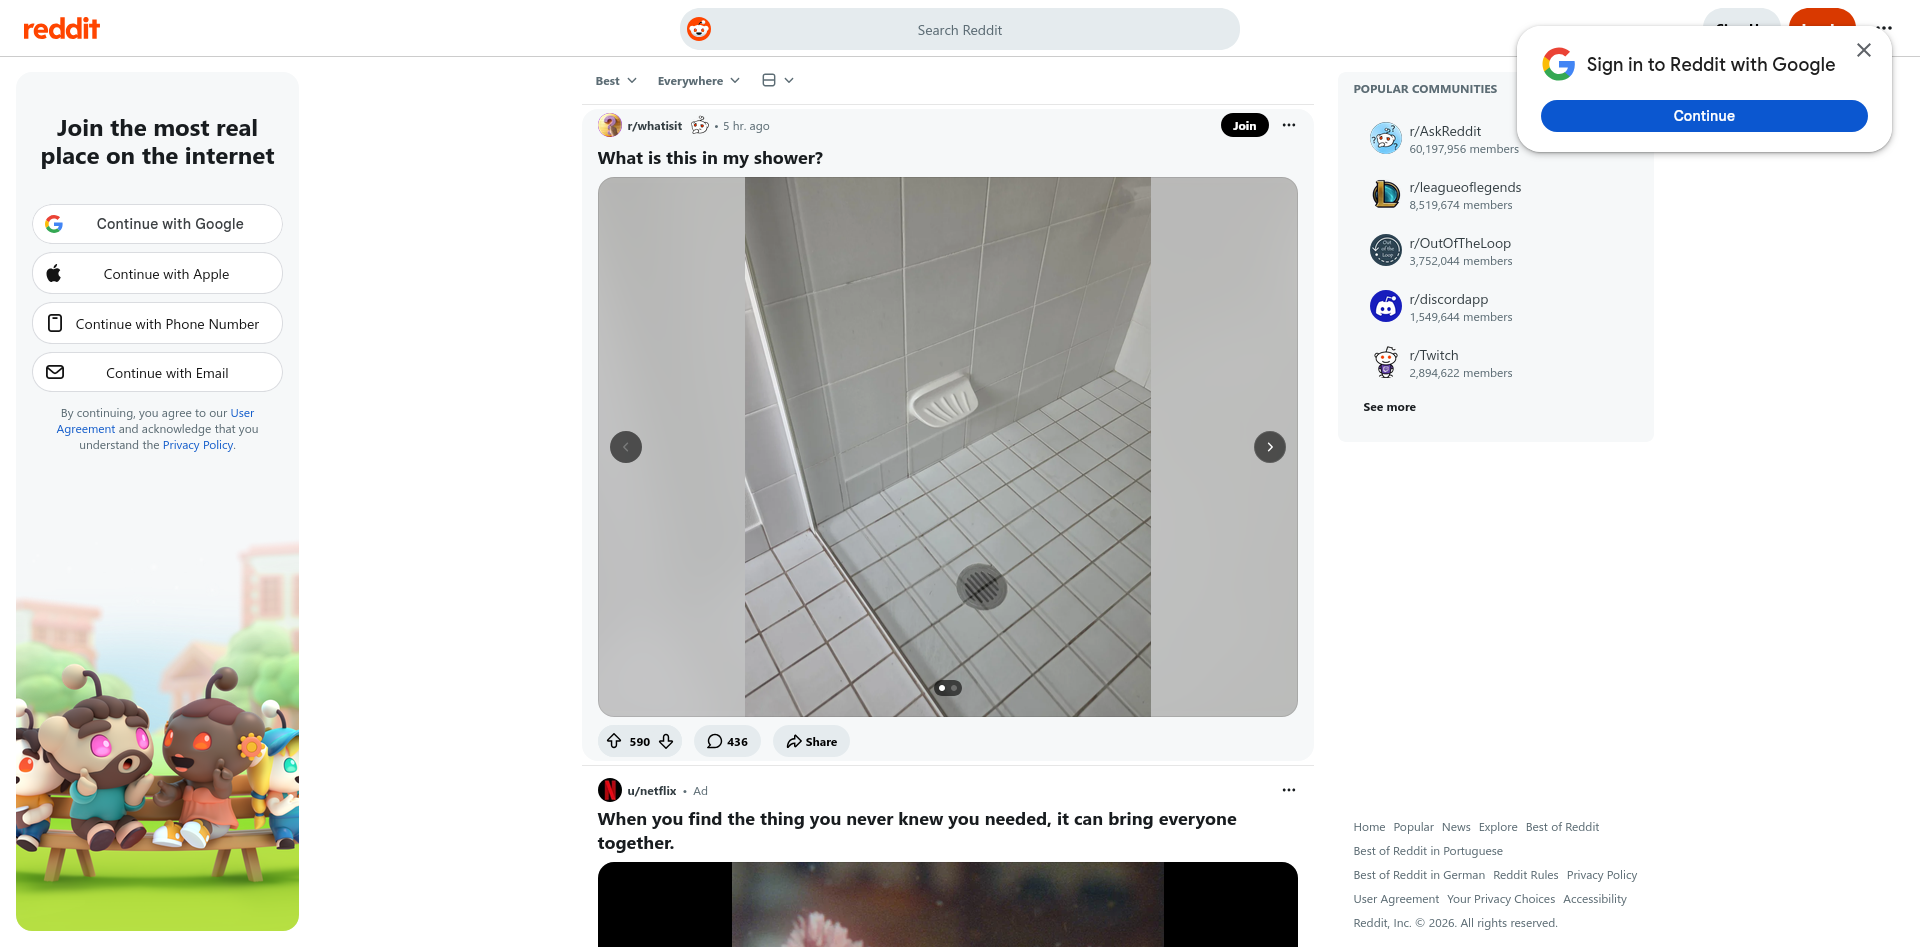 reddit
Search Reddit
Sign in to Reddit with Google
Continue
Join the most real
place on the internet
Continue with Google
Continue with Apple
Continue with Phone Number
Continue with Email
By continuing, you agree to our User
Agreement and acknowledge that you
understand the Privacy Policy.
Best
Everywhere
r/whatisit • 5 hr. ago
Join
What is this in my shower?
590
436
Share
u/netflix • Ad
When you find the thing you never knew you needed, it can bring everyone
together.
POPULAR COMMUNITIES
r/AskReddit
60,197,956 members
r/leagueoflegends
8,519,674 members
r/OutOfTheLoop
3,752,044 members
r/discordapp
1,549,644 members
r/Twitch
2,894,622 members
See more
Home Popular News Explore Best of Reddit
Best of Reddit in Portuguese
Best of Reddit in German Reddit Rules Privacy Policy
User Agreement Your Privacy Choices Accessibility
Reddit, Inc. © 2026. All rights reserved.